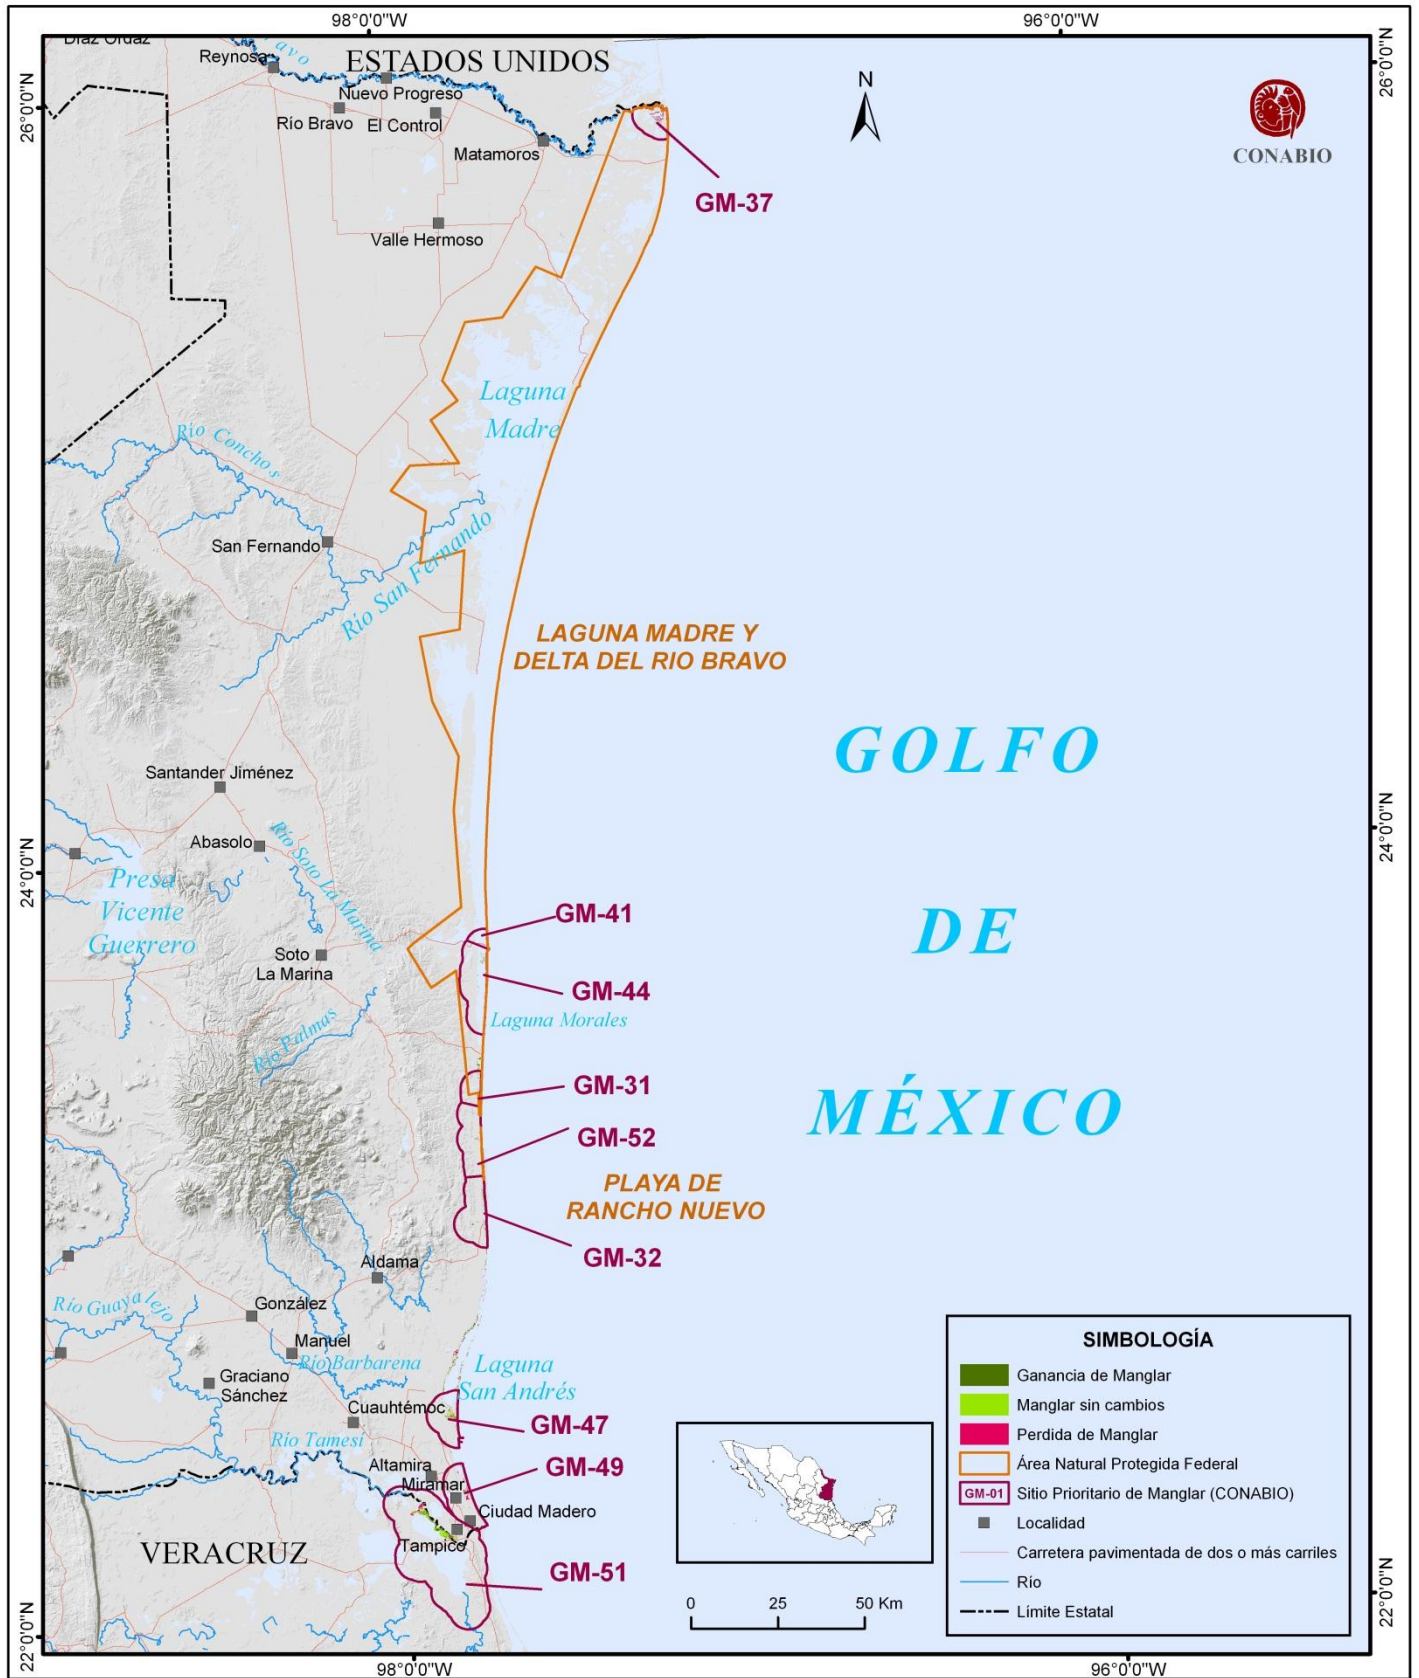 98°0'0"W
96°0'0"W
26°0'0"N
26°0'0"N
Díaz Ordaz
Bravo
Reynosa
ESTADOS UNIDOS
Nuevo Progreso
Río Bravo
El Control
Matamoros
N
CONABIO
GM-37
Valle Hermoso
Laguna
Madre
Río Conchos
San Fernando
Río San Fernando
LAGUNA MADRE Y
DELTA DEL RIO BRAVO
GOLFO
DE
MÉXICO
Santander Jiménez
Abasolo
Río Soto La Marina
24°0'0"N
24°0'0"N
Presa
Vicente
Guerrero
Soto
La Marina
GM-41
GM-44
Laguna Morales
Río Palmas
GM-31
GM-52
PLAYA DE
RANCHO NUEVO
GM-32
Aldama
González
Río Guayalejo
Manuel
Río Barbarena
Graciano
Sánchez
Laguna
San Andrés
Cuauhtémoc
GM-47
Río Tamesí
Altamira
Miramar
GM-49
Ciudad Madero
Tampico
VERACRUZ
GM-51
SIMBOLOGÍA
Ganancia de Manglar
Manglar sin cambios
Perdida de Manglar
Área Natural Protegida Federal
GM-01 Sitio Prioritario de Manglar (CONABIO)
Localidad
Carretera pavimentada de dos o más carriles
Río
Límite Estatal
0 25 50 Km
22°0'0"N
22°0'0"N
98°0'0"W
96°0'0"W